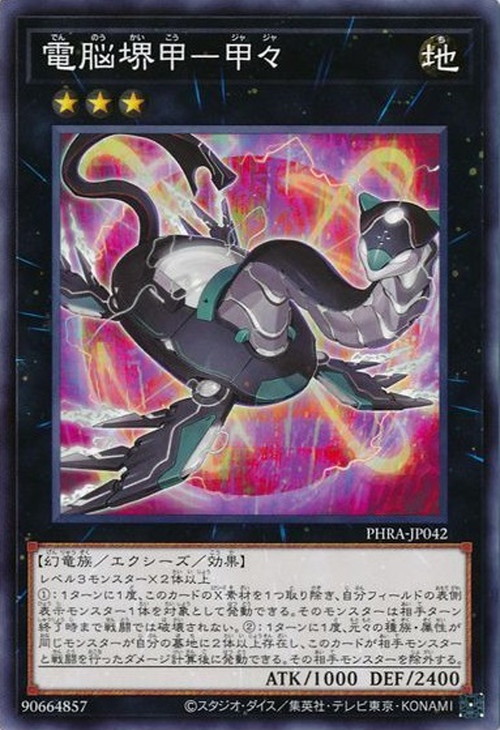 電脳堺甲－甲々
地
PHRA-JP042
【幻竜族／エクシーズ／効果】
レベル３モンスター×２体以上
①：１ターンに１度、このカードのＸ素材を１つ取り除き、自分フィールドの表側
表示モンスター１体を対象として発動できる。そのモンスターは相手ターン
終了時まで戦闘では破壊されない。②：１ターンに１度、元々の種族・属性が
同じモンスターが自分の墓地に２体以上存在し、このカードが相手モンスター
と戦闘を行ったダメージ計算後に発動できる。その相手モンスターを除外する。
ATK/1000 DEF/2400
90664857 ©スタジオ・ダイス／集英社・テレビ東京・KONAMI